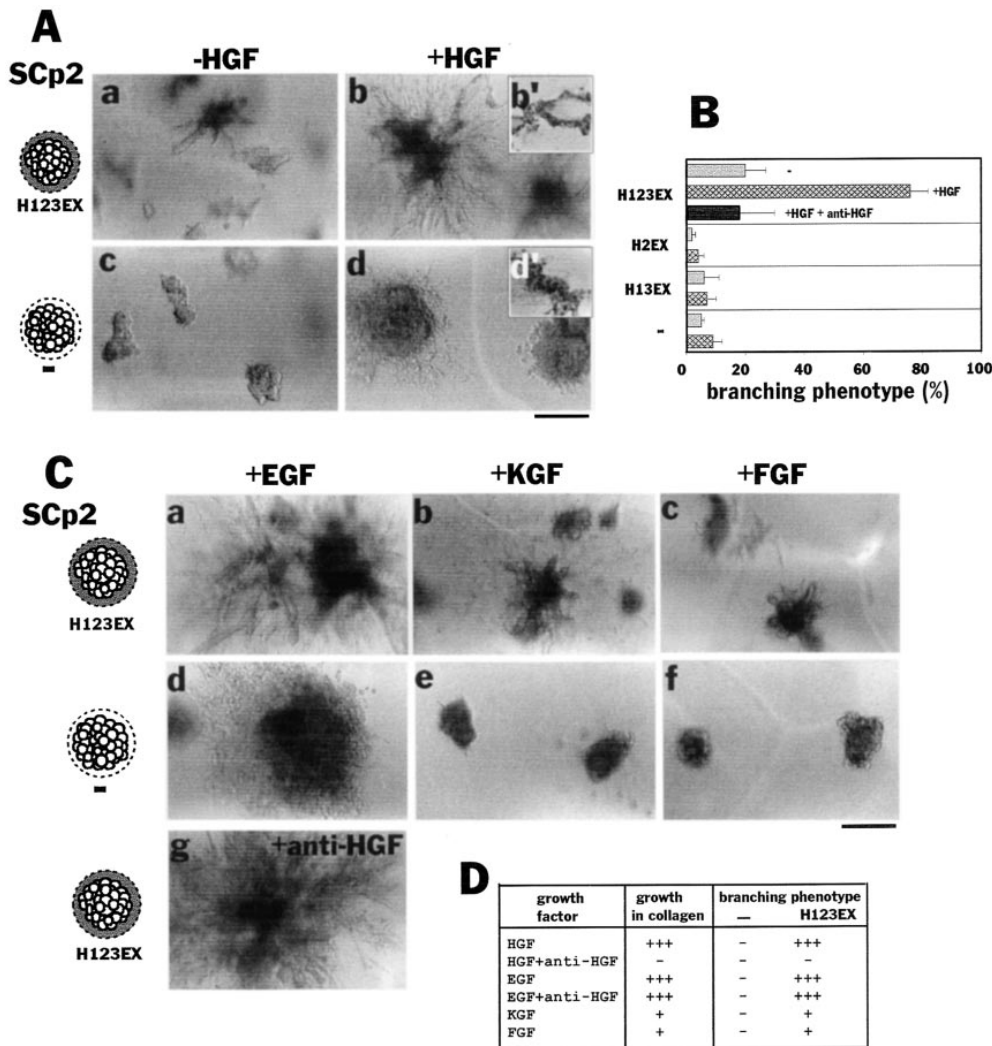 A
SCp2
-HGF
+HGF
a
b
b'
H123EX
c
d
d'
-
B
H123EX
-
+HGF
+HGF + anti-HGF
H2EX
H13EX
-
0 20 40 60 80 100
branching phenotype (%)
C
SCp2
+EGF
+KGF
+FGF
a
b
c
H123EX
d
e
f
-
g
+anti-HGF
H123EX
D
growth factor
growth in collagen
branching phenotype
— H123EX
HGF +++ - +++
HGF+anti-HGF - - -
EGF +++ - +++
EGF+anti-HGF +++ - +++
KGF + - +
FGF + - +